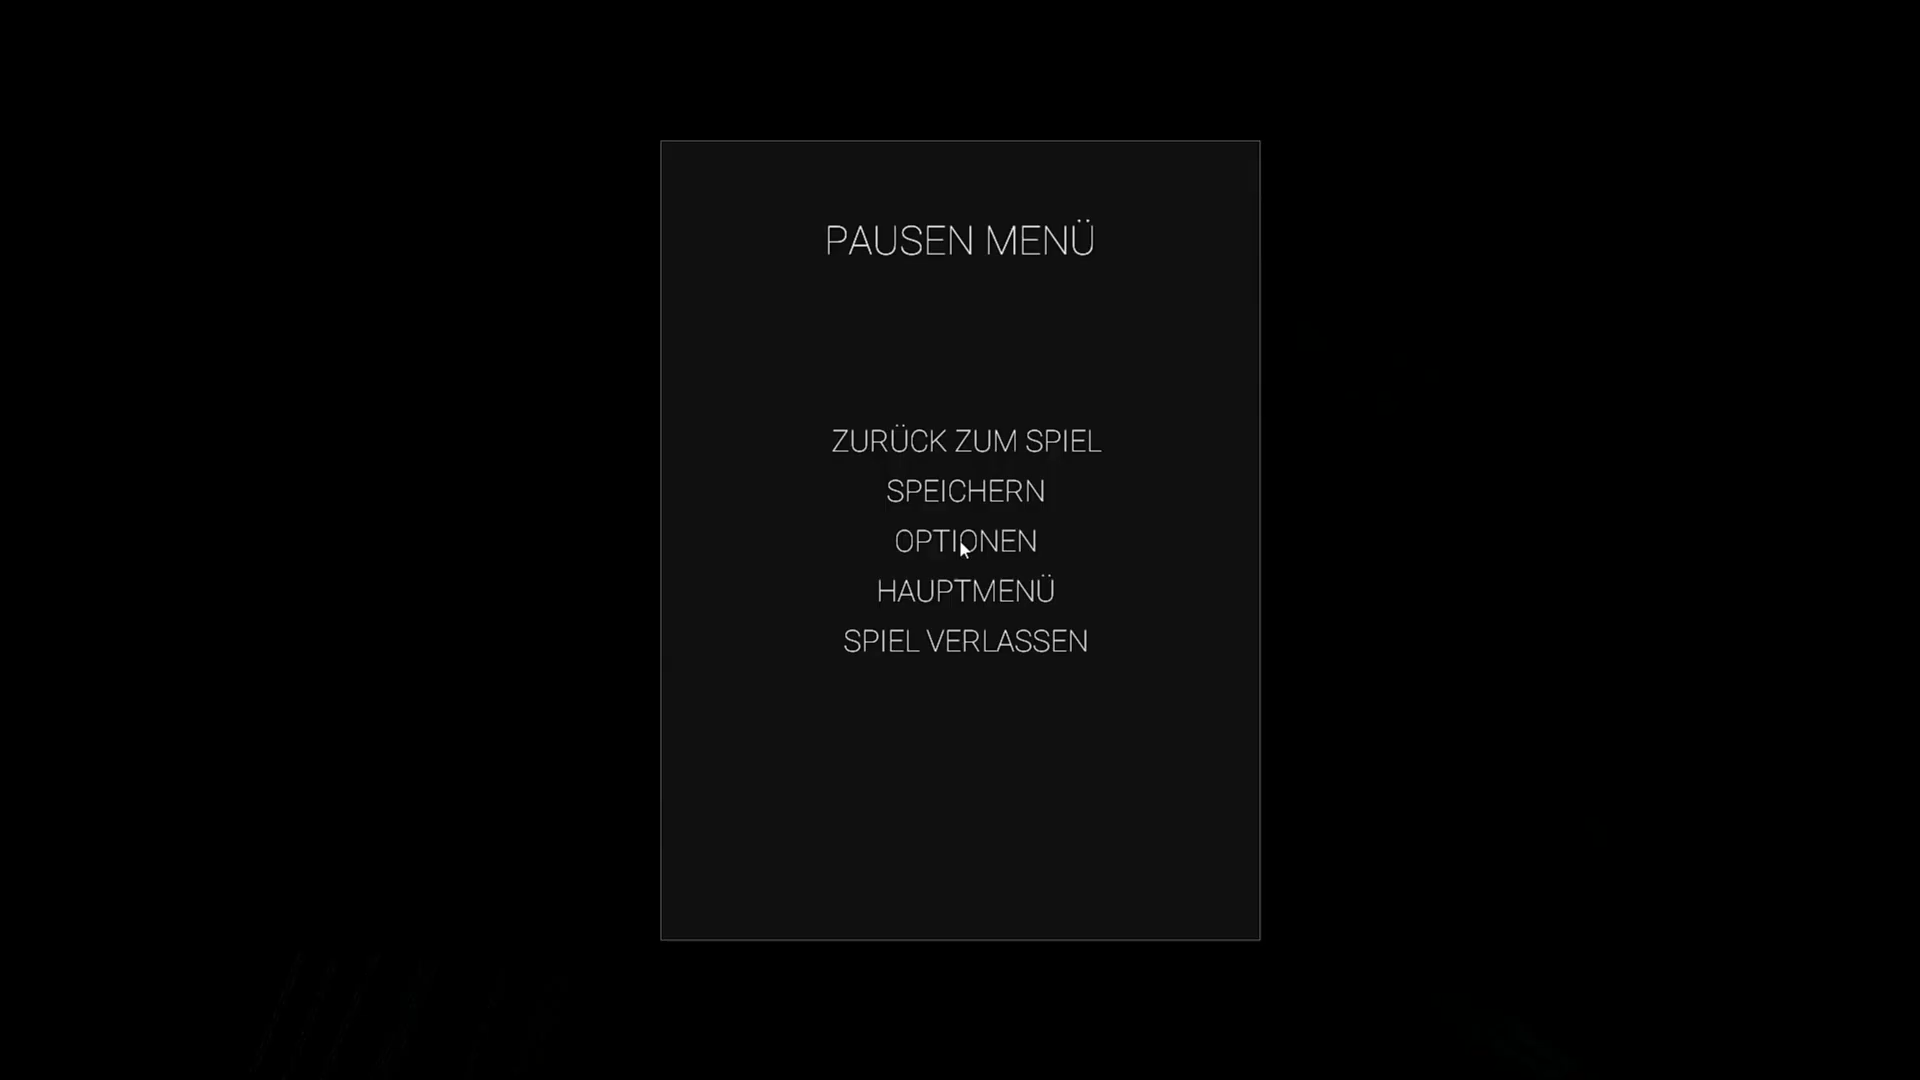 PAUSEN MENÜ
ZURÜCK ZUM SPIEL
SPEICHERN
OPTIONEN
HAUPTMENÜ
SPIEL VERLASSEN